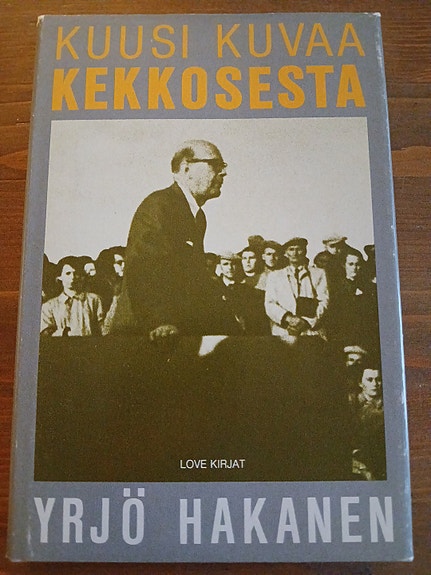 KUUSI KUVAA
KEKKOSESTA
LOVE KIRJAT
YRJÖ HAKANEN